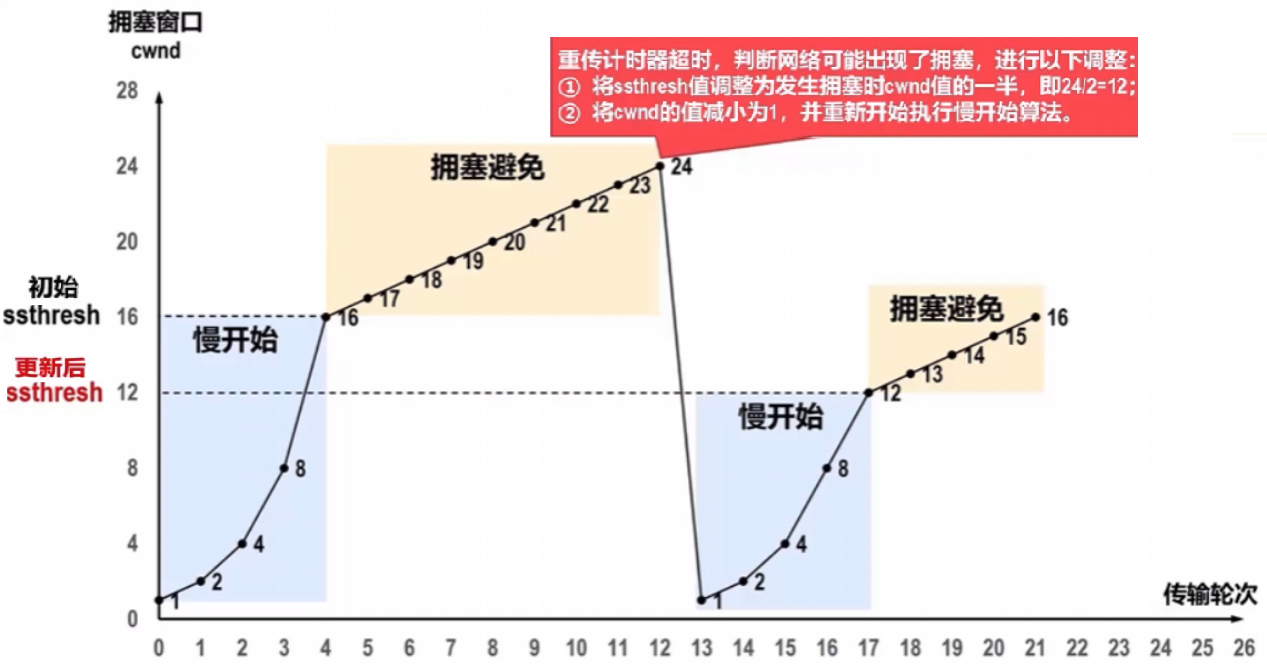 拥塞窗口
cwnd
重传计时器超时，判断网络可能出现了拥塞，进行以下调整：
① 将ssthresh值调整为发生拥塞时cwnd值的一半，即24/2=12；
② 将cwnd的值减小为1，并重新开始执行慢开始算法。
28
24
20
初始
ssthresh 16
更新后
ssthresh 12
8
4
0
慢开始
1
2
4
8
16
拥塞避免
17
18
19
20
21
22
23
24
慢开始
1
2
4
8
12
拥塞避免
13
14
15
16
传输轮次
0 1 2 3 4 5 6 7 8 9 10 11 12 13 14 15 16 17 18 19 20 21 22 23 24 25 26